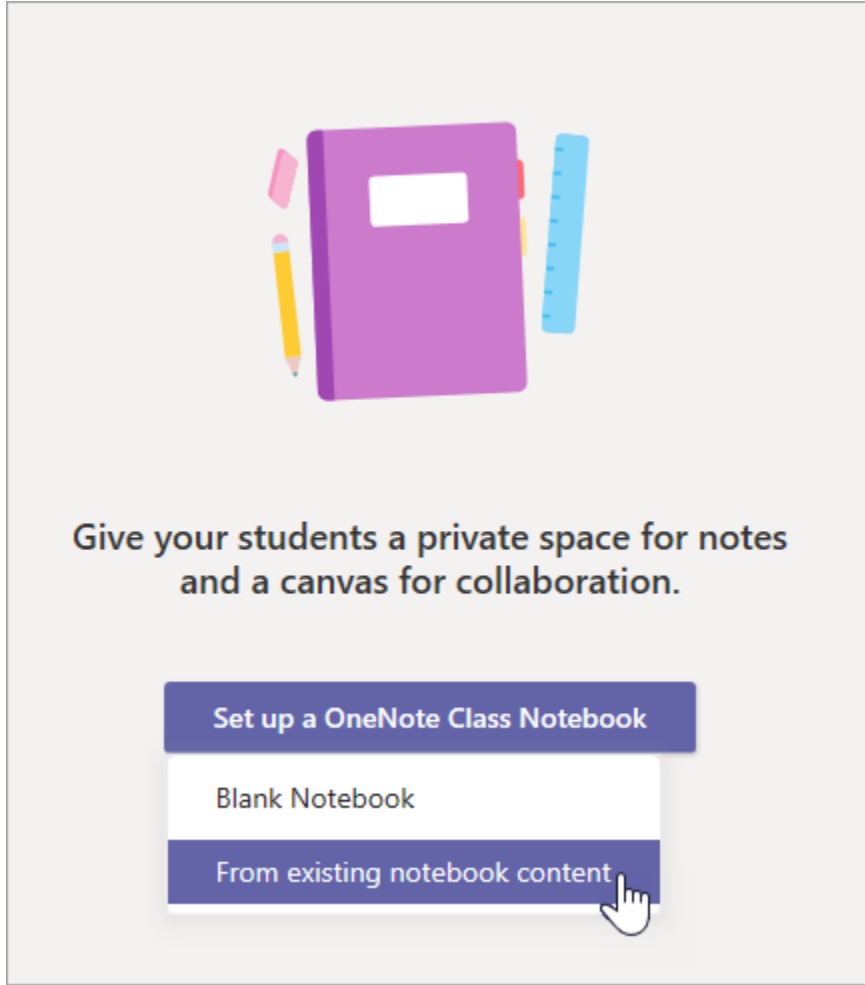 Give your students a private space for notes
and a canvas for collaboration.
Set up a OneNote Class Notebook
Blank Notebook
From existing notebook content